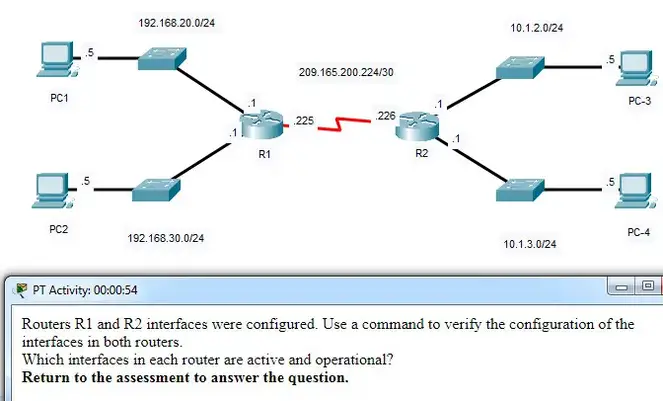 192.168.20.0/24
10.1.2.0/24
.5
.5
PC1
209.165.200.224/30
PC-3
.1
.1
.225
.226
.1
.1
R1
R2
.5
.5
PC2
192.168.30.0/24
PC-4
10.1.3.0/24
PT Activity: 00:00:54
Routers R1 and R2 interfaces were configured. Use a command to verify the configuration of the
interfaces in both routers.
Which interfaces in each router are active and operational?
Return to the assessment to answer the question.